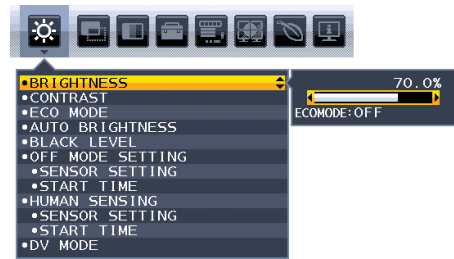 •BRIGHTNESS
70.0%
•CONTRAST
•ECO MODE
ECOMODE:OFF
•AUTO BRIGHTNESS
•BLACK LEVEL
•OFF MODE SETTING
•SENSOR SETTING
•START TIME
•HUMAN SENSING
•SENSOR SETTING
•START TIME
•DV MODE